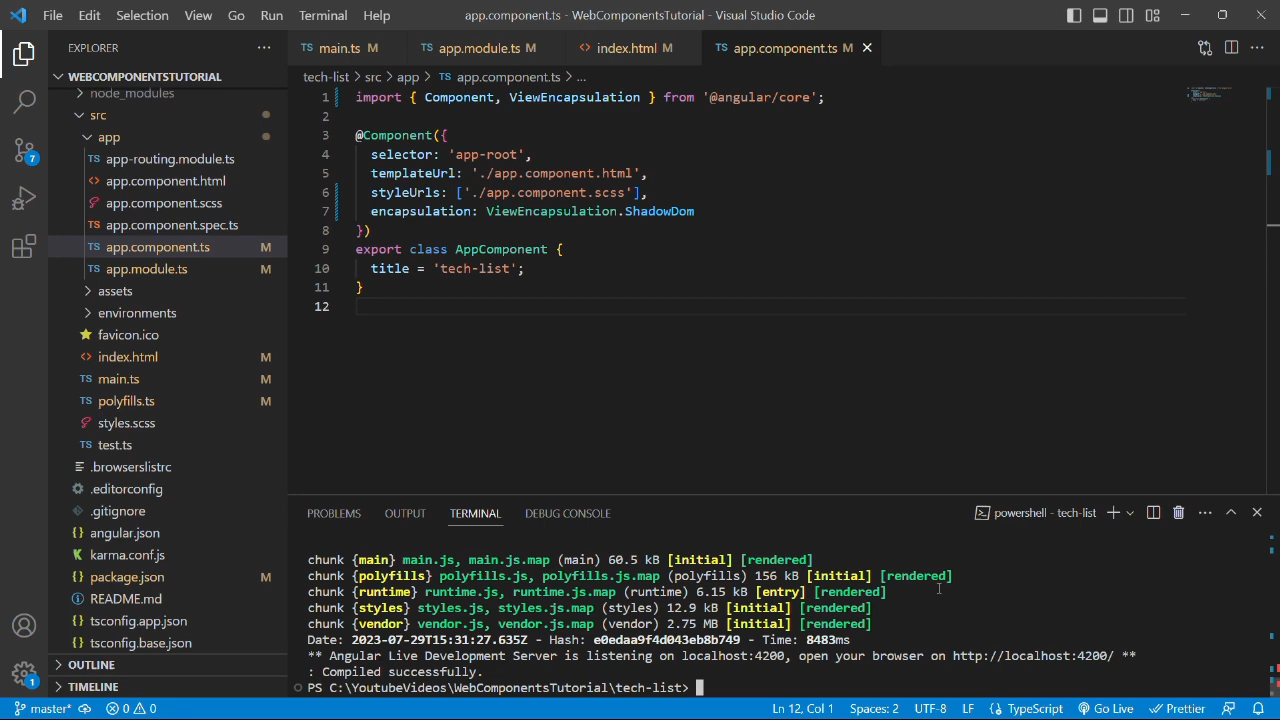 File Edit Selection View Go Run Terminal Help
app.component.ts - WebComponentsTutorial - Visual Studio Code
EXPLORER
WEBCOMPONENTSTUTORIAL
node_modules
src
app
TS app-routing.module.ts
<> app.component.html
app.component.scss
TS app.component.spec.ts
TS app.component.ts M
TS app.module.ts M
assets
environments
favicon.ico
<> index.html M
TS main.ts M
TS polyfills.ts M
styles.scss
TS test.ts
.browserslistrc
.editorconfig
.gitignore
{} angular.json
karma.conf.js
{} package.json M
README.md
{} tsconfig.app.json
{} tsconfig.base.json
OUTLINE
TIMELINE
7
1
TS main.ts M TS app.module.ts M <> index.html M TS app.component.ts M
tech-list > src > app > TS app.component.ts > ...
1 import { Component, ViewEncapsulation } from '@angular/core';
2
3 @Component({
4 selector: 'app-root',
5 templateUrl: './app.component.html',
6 styleUrls: ['./app.component.scss'],
7 encapsulation: ViewEncapsulation.ShadowDom
8 })
9 export class AppComponent {
10 title = 'tech-list';
11 }
12
PROBLEMS OUTPUT TERMINAL DEBUG CONSOLE powershell - tech-list
chunk {main} main.js, main.js.map (main) 60.5 kB [initial] [rendered]
chunk {polyfills} polyfills.js, polyfills.js.map (polyfills) 156 kB [initial] [rendered]
chunk {runtime} runtime.js, runtime.js.map (runtime) 6.15 kB [entry] [rendered]
chunk {styles} styles.js, styles.js.map (styles) 12.9 kB [initial] [rendered]
chunk {vendor} vendor.js, vendor.js.map (vendor) 2.75 MB [initial] [rendered]
Date: 2023-07-29T15:31:27.635Z - Hash: e0edaa9f4d043eb8b749 - Time: 8483ms
** Angular Live Development Server is listening on localhost:4200, open your browser on http://localhost:4200/ **
: Compiled successfully.
PS C:\YoutubeVideos\WebComponentsTutorial\tech-list>
master* 0 0 Ln 12, Col 1 Spaces: 2 UTF-8 LF {} TypeScript Go Live Prettier